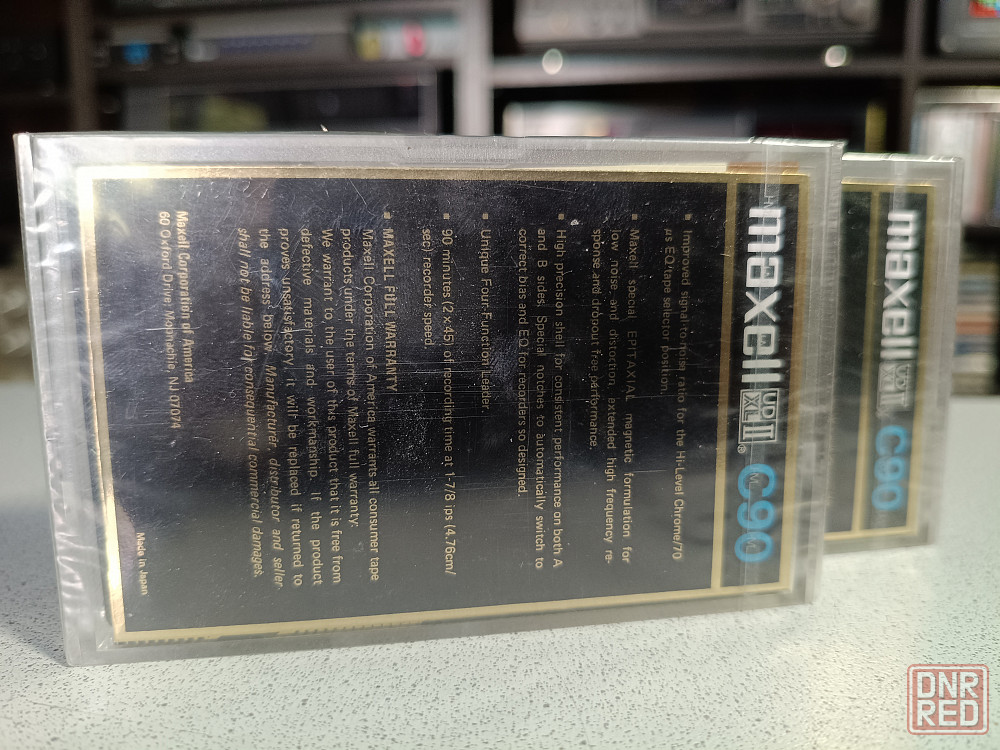 maxell UD XL II ® C90
▪ Improved signal to noise ratio for the Hi-Level Chrome/70
µs EQ tape selector position.
▪ Maxell special EPITAXIAL magnetic formulation for
low noise and distortion, extended high frequency re-
sponse and dropout free performance.
▪ High precision shell for consistent performance on both A
and B sides. Special notches to automatically switch to
correct bias and EQ for recorders so designed.
▪ Unique Four-Function leader.
▪ 90 minutes (2 x 45') of recording time at 1-7/8 ips (4.76cm/
sec) recorder speed.
▪ MAXELL FULL WARRANTY
Maxell Corporation of America warrants all consumer tape
products under the terms of Maxell full warranty:
We warrant to the user of this product that it is free from
defective materials and workmanship. If the product
proves unsatisfactory, it will be replaced if returned to
the address below. Manufacturer, distributor and seller
shall not be liable for consequential commercial damages.
Maxell Corporation of America
60 Oxford Drive, Moonachie, N.J. 07074
Made in Japan
maxell UD XL II C90
DNR
RED